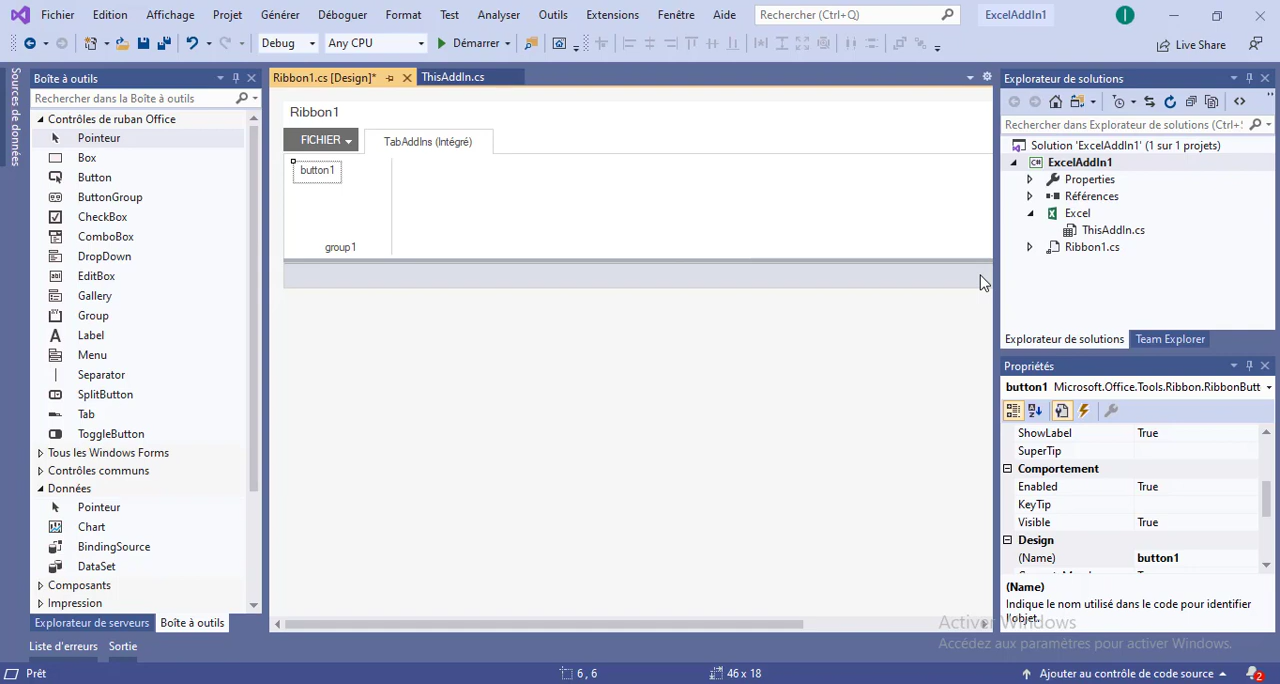 Fichier Edition Affichage Projet Générer Déboguer Format Test Analyser Outils Extensions Fenêtre Aide Rechercher (Ctrl+Q) ExcelAddIn1 I
Debug Any CPU Démarrer Live Share
Sources de données
Boîte à outils
Rechercher dans la Boîte à outils
Contrôles de ruban Office
Pointeur
Box
Button
ButtonGroup
CheckBox
ComboBox
DropDown
EditBox
Gallery
Group
Label
Menu
Separator
SplitButton
Tab
ToggleButton
Tous les Windows Forms
Contrôles communs
Données
Pointeur
Chart
BindingSource
DataSet
Composants
Impression
Explorateur de serveurs Boîte à outils
Liste d'erreurs Sortie
Ribbon1.cs [Design]* ThisAddIn.cs
Ribbon1
FICHIER TabAddIns (Intégré)
button1
group1
Explorateur de solutions
Rechercher dans Explorateur de solutions (Ctrl+
Solution 'ExcelAddIn1' (1 sur 1 projets)
ExcelAddIn1
Properties
Références
Excel
ThisAddIn.cs
Ribbon1.cs
Explorateur de solutions Team Explorer
Propriétés
button1 Microsoft.Office.Tools.Ribbon.RibbonButt
ShowLabel True
SuperTip
Comportement
Enabled True
KeyTip
Visible True
Design
(Name) button1
(Name)
Indique le nom utilisé dans le code pour identifier
l'objet.
Activer Windows
Accédez aux paramètres pour activer Windows.
Prêt 6 , 6 46 x 18 Ajouter au contrôle de code source 2